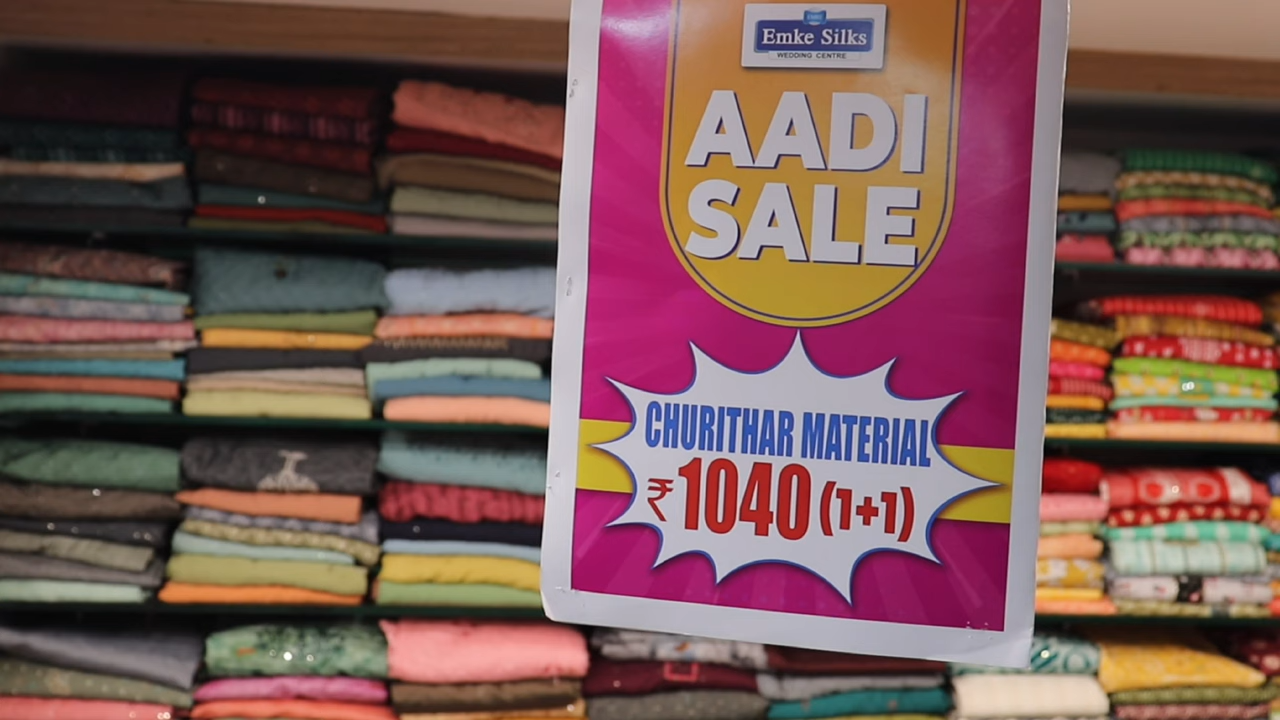 Emke Silks
WEDDING CENTRE
AADI
SALE
CHURITHAR MATERIAL
₹1040 (1+1)